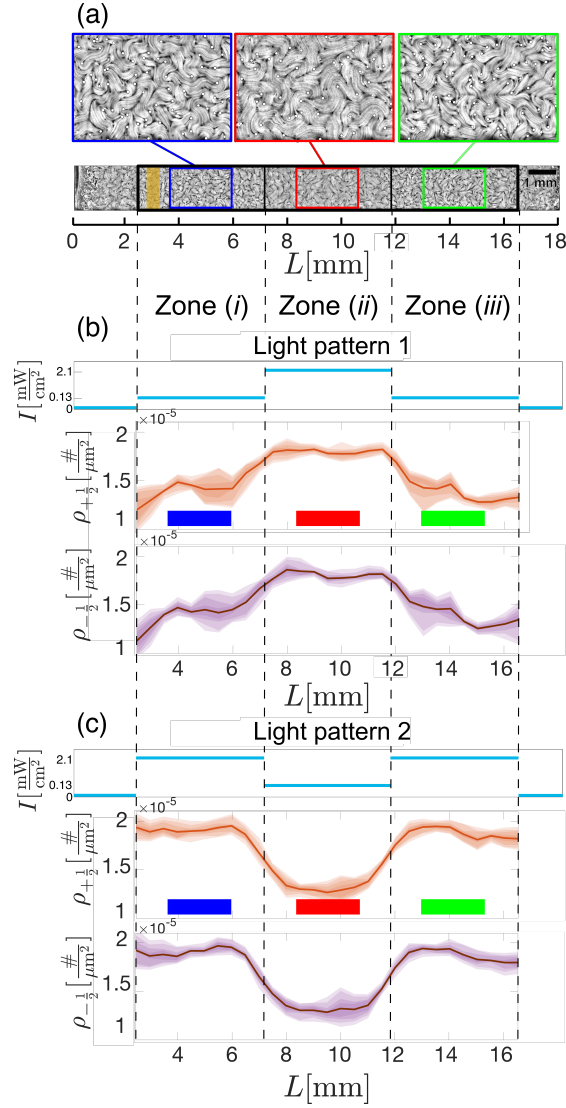 (a)
1 mm
0 2 4 6 8 10 12 14 16 18
L[mm]
Zone (i) Zone (ii) Zone (iii)
(b)
Light pattern 1
I[mW/cm²]
2.1
0.13
0
×10⁻⁵
ρ₊½[#/μm²]
2
1.5
1
×10⁻⁵
ρ₋½[#/μm²]
2
1.5
1
4 6 8 10 12 14 16
L[mm]
(c)
Light pattern 2
I[mW/cm²]
2.1
0.13
0
×10⁻⁵
ρ₊½[#/μm²]
2
1.5
1
×10⁻⁵
ρ₋½[#/μm²]
2
1.5
1
4 6 8 10 12 14 16
L[mm]